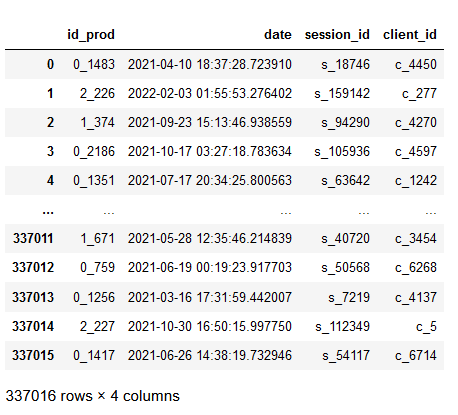 id_prod date session_id client_id
0 0_1483 2021-04-10 18:37:28.723910 s_18746 c_4450
1 2_226 2022-02-03 01:55:53.276402 s_159142 c_277
2 1_374 2021-09-23 15:13:46.938559 s_94290 c_4270
3 0_2186 2021-10-17 03:27:18.783634 s_105936 c_4597
4 0_1351 2021-07-17 20:34:25.800563 s_63642 c_1242
... ... ... ... ...
337011 1_671 2021-05-28 12:35:46.214839 s_40720 c_3454
337012 0_759 2021-06-19 00:19:23.917703 s_50568 c_6268
337013 0_1256 2021-03-16 17:31:59.442007 s_7219 c_4137
337014 2_227 2021-10-30 16:50:15.997750 s_112349 c_5
337015 0_1417 2021-06-26 14:38:19.732946 s_54117 c_6714
337016 rows × 4 columns